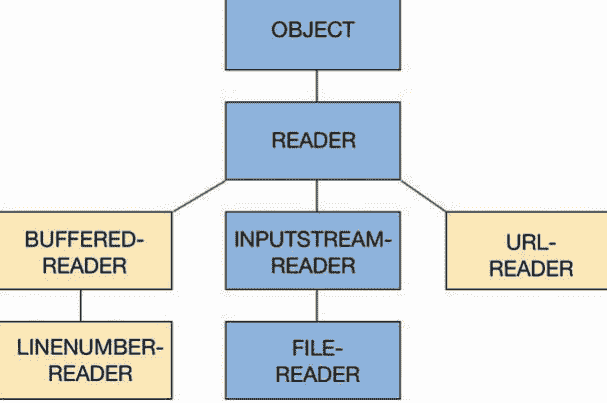 OBJECT
READER
BUFFERED-
READER
INPUTSTREAM-
READER
URL-
READER
LINENUMBER-
READER
FILE-
READER